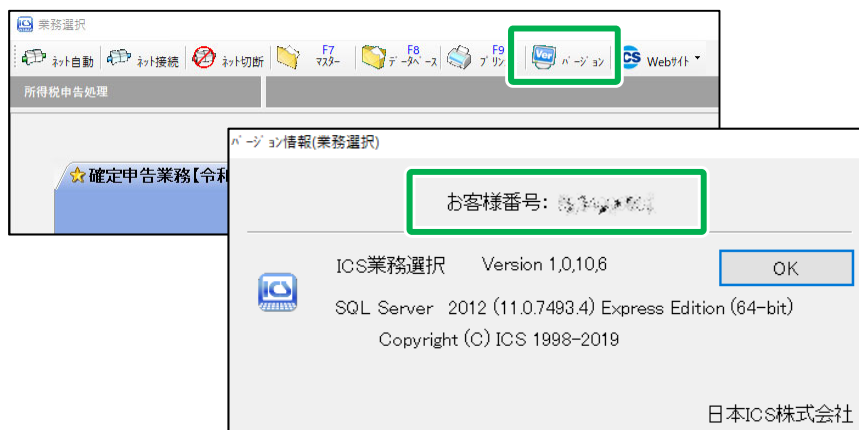 業務選択
ネット自動 ネット接続 ネット切断 F7 マスター F8 データベース F9 Ver バージョン CS Webサイト
所得税申告処理
☆確定申告業務【令和
バージョン情報(業務選択)
お客様番号:
ICS業務選択 Version 1,0,10,6
OK
ICS
SQL Server 2012 (11.0.7493.4) Express Edition (64-bit)
Copyright (C) ICS 1998-2019
日本ICS株式会社